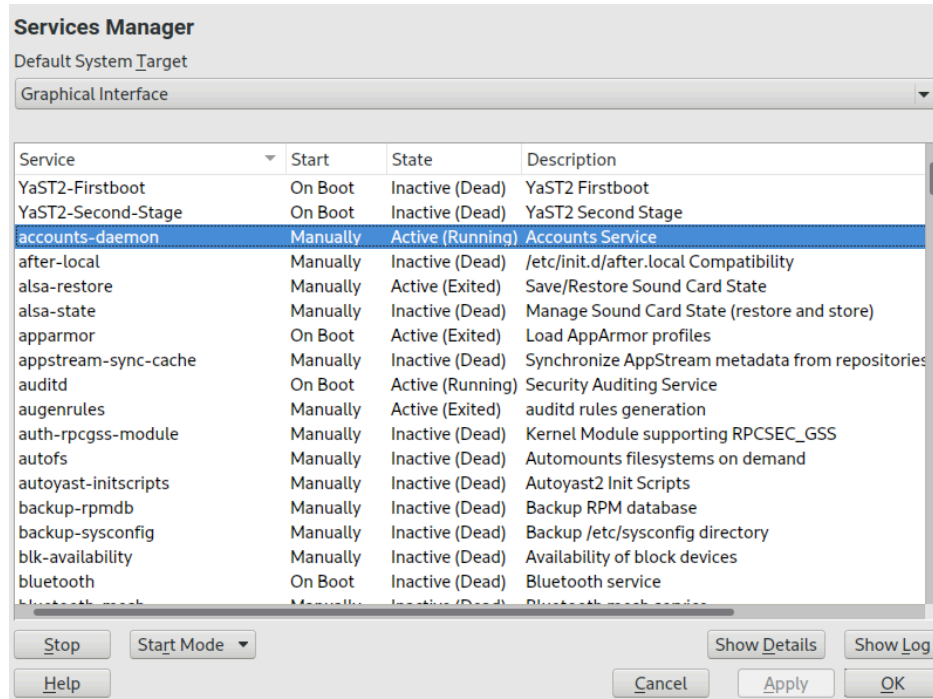 Services Manager
Default System Target
Graphical Interface
Service Start State Description
YaST2-Firstboot On Boot Inactive (Dead) YaST2 Firstboot
YaST2-Second-Stage On Boot Inactive (Dead) YaST2 Second Stage
accounts-daemon Manually Active (Running) Accounts Service
after-local Manually Inactive (Dead) /etc/init.d/after.local Compatibility
alsa-restore Manually Active (Exited) Save/Restore Sound Card State
alsa-state Manually Inactive (Dead) Manage Sound Card State (restore and store)
apparmor On Boot Active (Exited) Load AppArmor profiles
appstream-sync-cache Manually Inactive (Dead) Synchronize AppStream metadata from repositories
auditd On Boot Active (Running) Security Auditing Service
augenrules Manually Active (Exited) auditd rules generation
auth-rpcgss-module Manually Inactive (Dead) Kernel Module supporting RPCSEC_GSS
autofs Manually Inactive (Dead) Automounts filesystems on demand
autoyast-initscripts Manually Inactive (Dead) Autoyast2 Init Scripts
backup-rpmdb Manually Inactive (Dead) Backup RPM database
backup-sysconfig Manually Inactive (Dead) Backup /etc/sysconfig directory
blk-availability Manually Inactive (Dead) Availability of block devices
bluetooth On Boot Inactive (Dead) Bluetooth service
Stop Start Mode Show Details Show Log
Help Cancel Apply OK